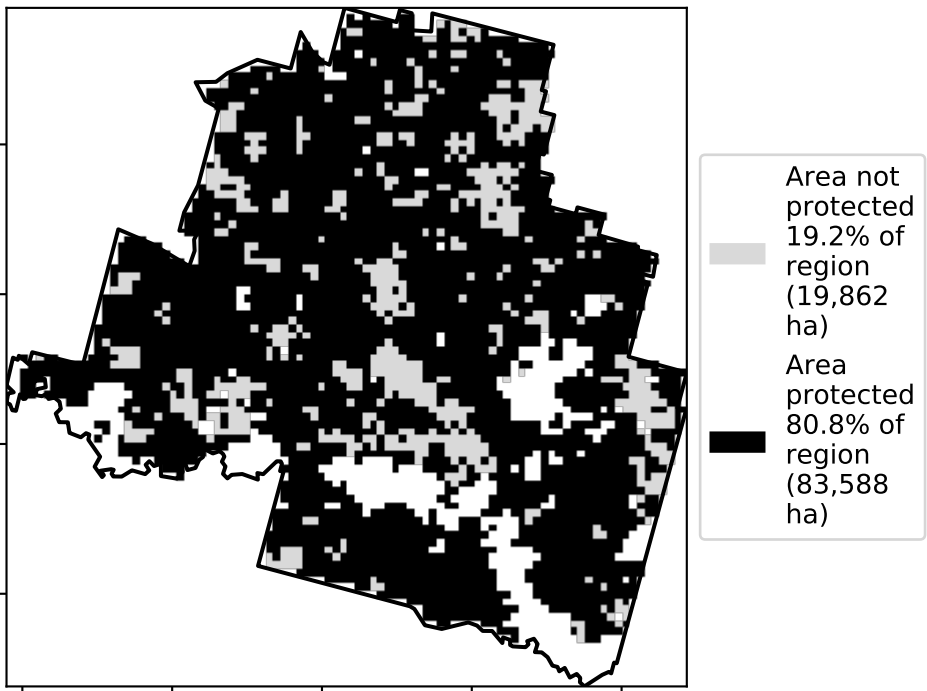 Area not
protected
19.2% of
region
(19,862
ha)
Area
protected
80.8% of
region
(83,588
ha)